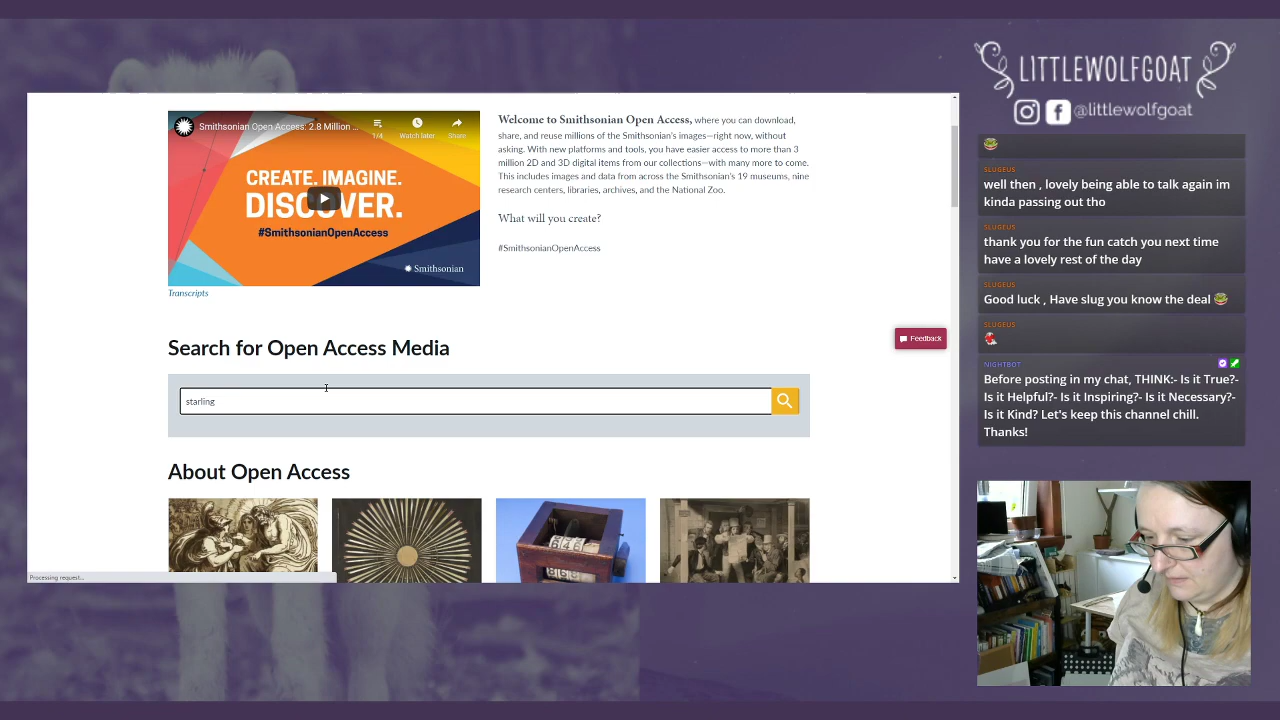 LITTLEWOLFGOAT
@littlewolfgoat
Smithsonian Open Access: 2.8 Million ...
1/4
Watch later
Share
CREATE. IMAGINE.
DISCOVER.
#SmithsonianOpenAccess
Smithsonian
Transcripts
Welcome to Smithsonian Open Access, where you can download,
share, and reuse millions of the Smithsonian's images—right now, without
asking. With new platforms and tools, you have easier access to more than 3
million 2D and 3D digital items from our collections—with many more to come.
This includes images and data from across the Smithsonian's 19 museums, nine
research centers, libraries, archives, and the National Zoo.
What will you create?
#SmithsonianOpenAccess
Feedback
Search for Open Access Media
starling
About Open Access
Processing request...
SLUGEUS
well then , lovely being able to talk again im
kinda passing out tho
SLUGEUS
thank you for the fun catch you next time
have a lovely rest of the day
SLUGEUS
Good luck , Have slug you know the deal
SLUGEUS
NIGHTBOT
Before posting in my chat, THINK:- Is it True?-
Is it Helpful?- Is it Inspiring?- Is it Necessary?-
Is it Kind? Let's keep this channel chill.
Thanks!